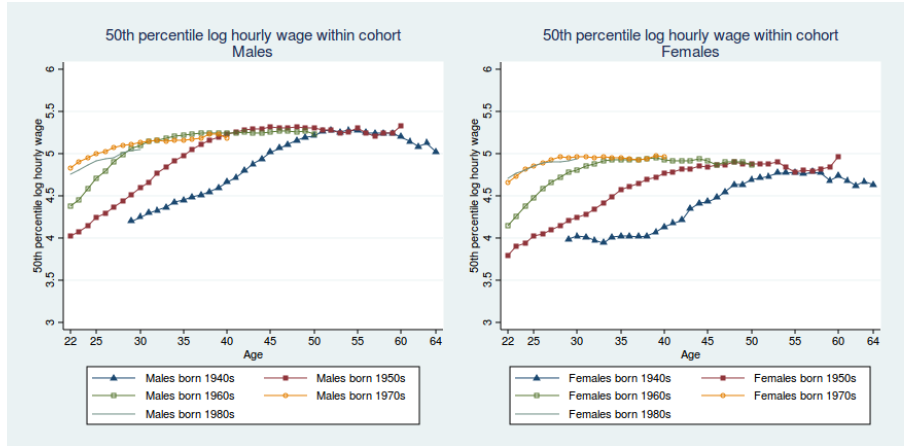 50th percentile log hourly wage within cohort
Males
50th percentile log hourly wage
6
5.5
5
4.5
4
3.5
3
22 25 30 35 40 45 50 55 60 64
Age
Males born 1940s Males born 1950s
Males born 1960s Males born 1970s
Males born 1980s
50th percentile log hourly wage within cohort
Females
50th percentile log hourly wage
6
5.5
5
4.5
4
3.5
3
22 25 30 35 40 45 50 55 60 64
Age
Females born 1940s Females born 1950s
Females born 1960s Females born 1970s
Females born 1980s